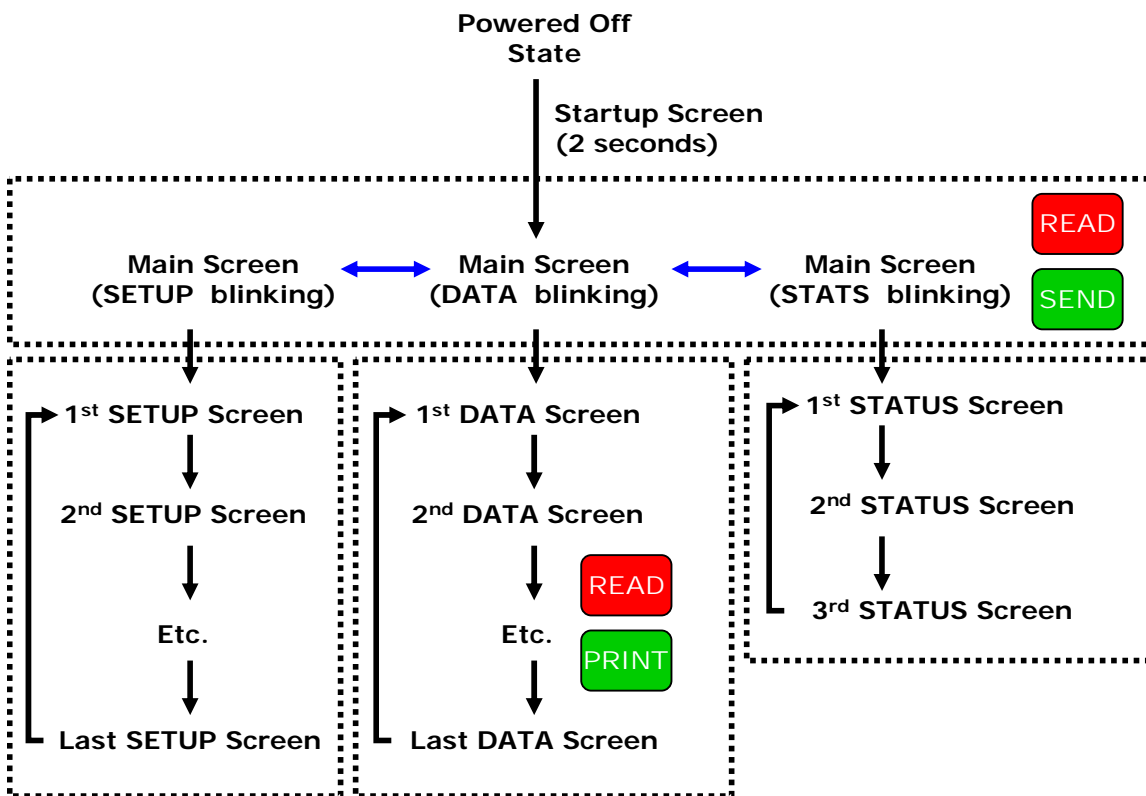 Powered Off
State
Startup Screen
(2 seconds)
READ
SEND
Main Screen
(SETUP blinking)
Main Screen
(DATA blinking)
Main Screen
(STATS blinking)
1st SETUP Screen
2nd SETUP Screen
Etc.
Last SETUP Screen
1st DATA Screen
2nd DATA Screen
READ
Etc.
PRINT
Last DATA Screen
1st STATUS Screen
2nd STATUS Screen
3rd STATUS Screen